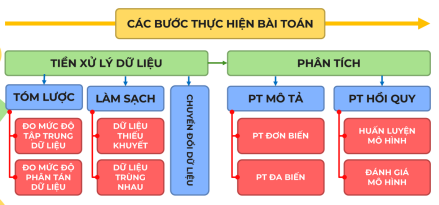 CÁC BƯỚC THỰC HIỆN BÀI TOÁN
TIỀN XỬ LÝ DỮ LIỆU
PHÂN TÍCH
TÓM LƯỢC
LÀM SẠCH
CHUYỂN ĐỔI DỮ LIỆU
PT MÔ TẢ
PT HỒI QUY
ĐO MỨC ĐỘ
TẬP TRUNG
DỮ LIỆU
DỮ LIỆU
THIẾU
KHUYẾT
PT ĐƠN BIẾN
HUẤN LUYỆN
MÔ HÌNH
ĐO MỨC ĐỘ
PHÂN TÁN
DỮ LIỆU
DỮ LIỆU
TRÙNG
NHAU
PT ĐA BIẾN
ĐÁNH GIÁ
MÔ HÌNH